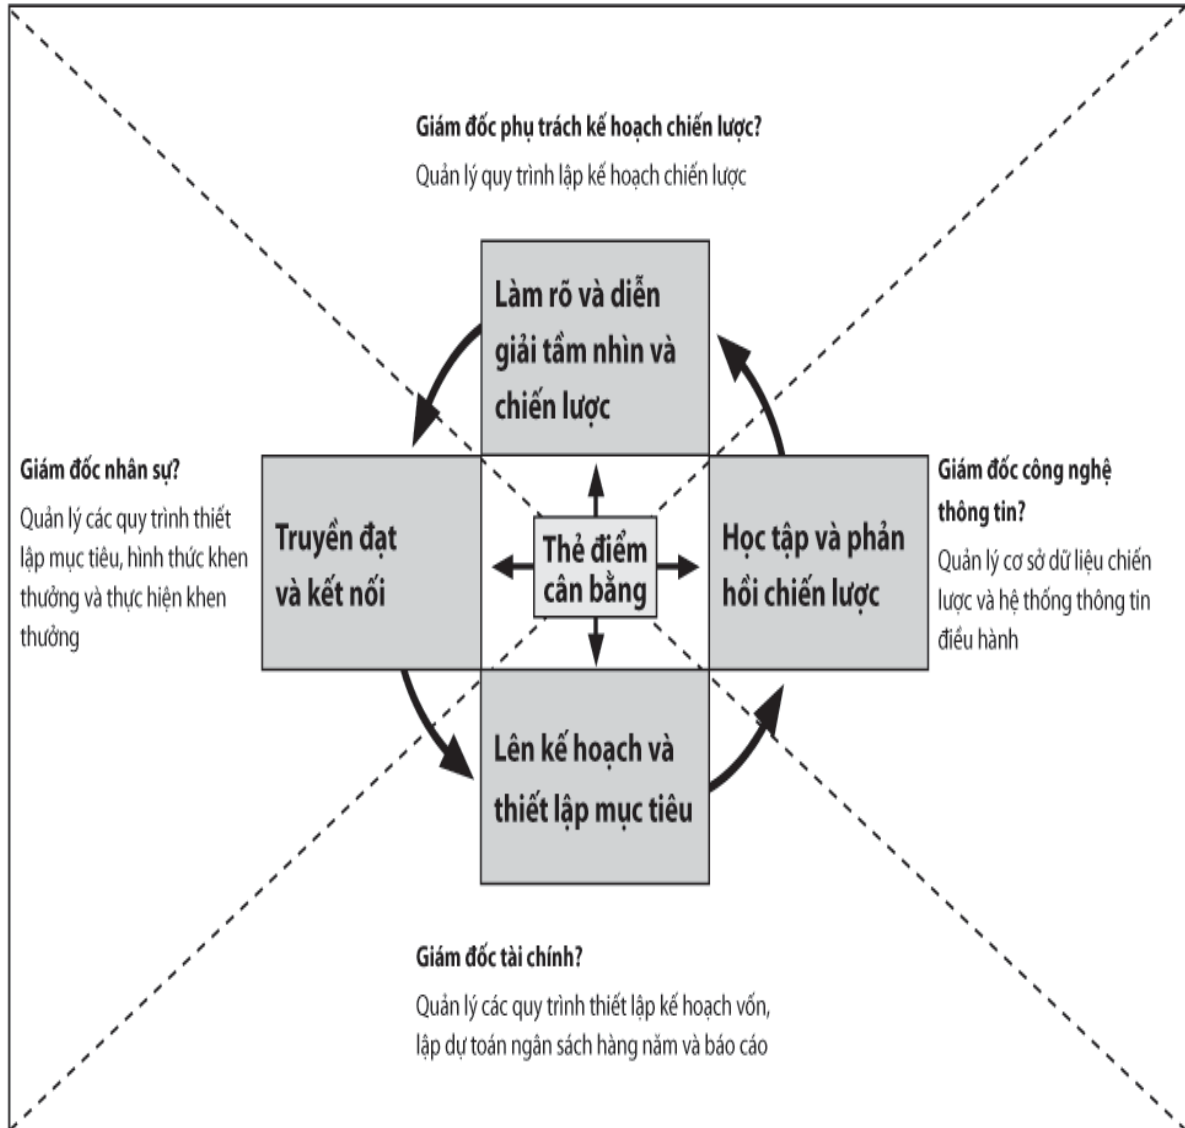 Giám đốc phụ trách kế hoạch chiến lược?
Quản lý quy trình lập kế hoạch chiến lược
Làm rõ và diễn
giải tầm nhìn và
chiến lược
Giám đốc nhân sự?
Quản lý các quy trình thiết
lập mục tiêu, hình thức khen
thưởng và thực hiện khen
thưởng
Truyền đạt
và kết nối
Thẻ điểm
cân bằng
Học tập và phản
hồi chiến lược
Giám đốc công nghệ
thông tin?
Quản lý cơ sở dữ liệu chiến
lược và hệ thống thông tin
điều hành
Lên kế hoạch và
thiết lập mục tiêu
Giám đốc tài chính?
Quản lý các quy trình thiết lập kế hoạch vốn,
lập dự toán ngân sách hàng năm và báo cáo